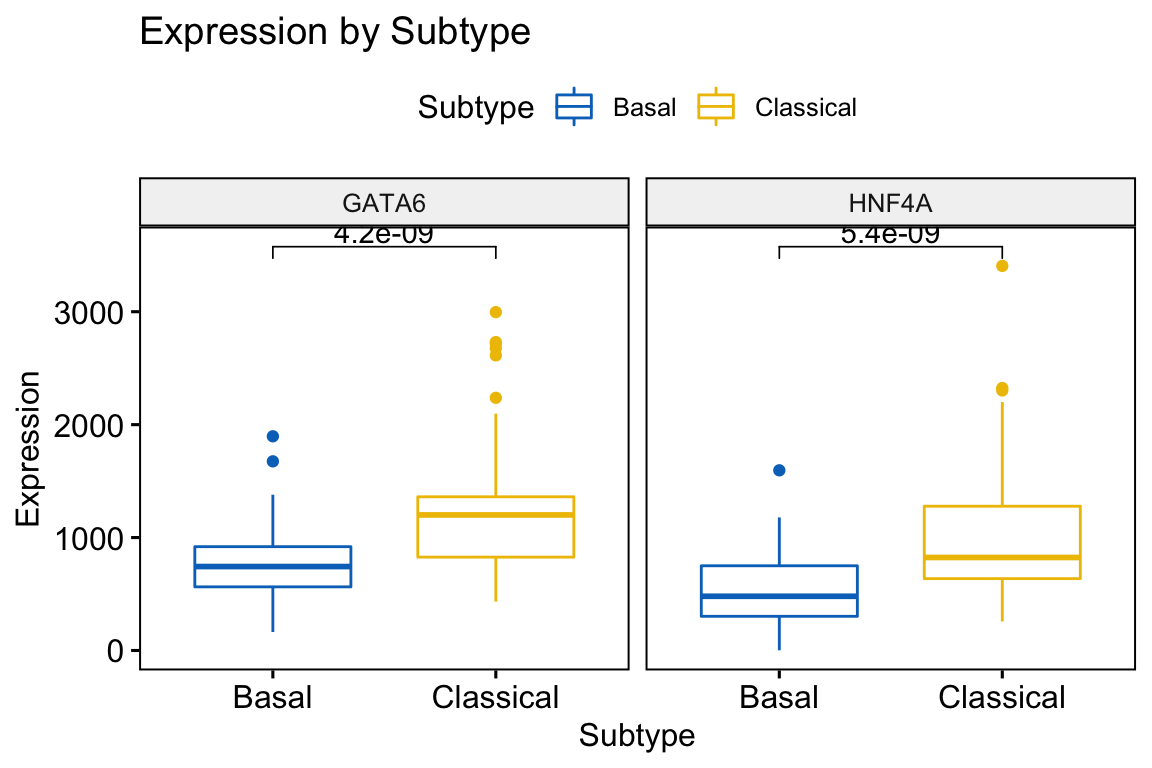 Expression by Subtype
Subtype Basal Classical
GATA6 HNF4A
4.2e-09 5.4e-09
3000
2000
1000
0
Expression
Basal Classical Basal Classical
Subtype